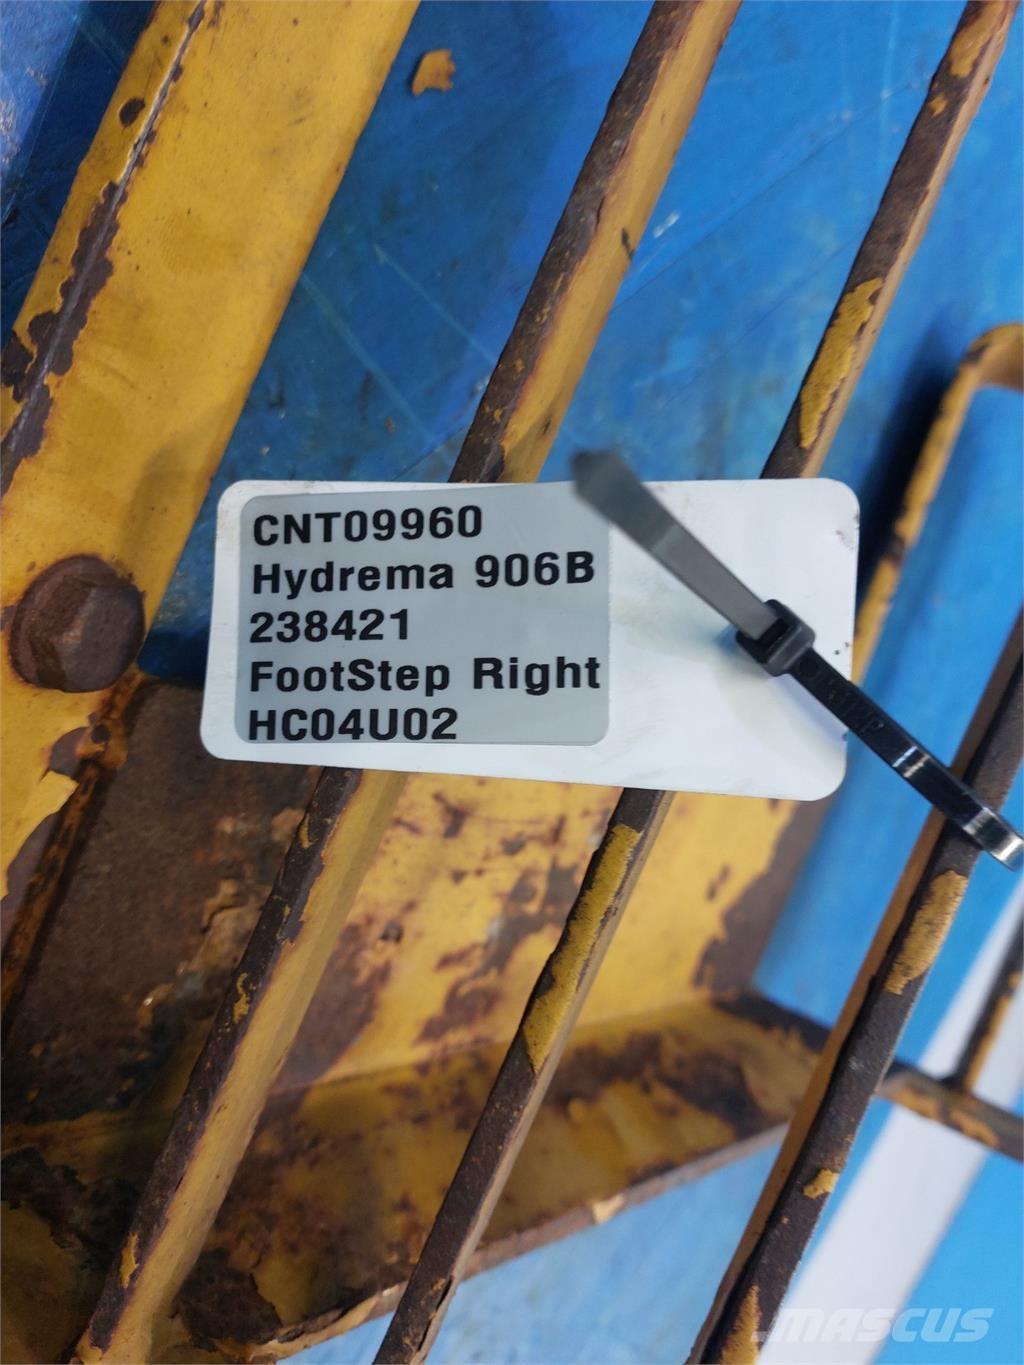 CNT09960
Hydrema 906B
238421
FootStep Right
HC04U02
mascus